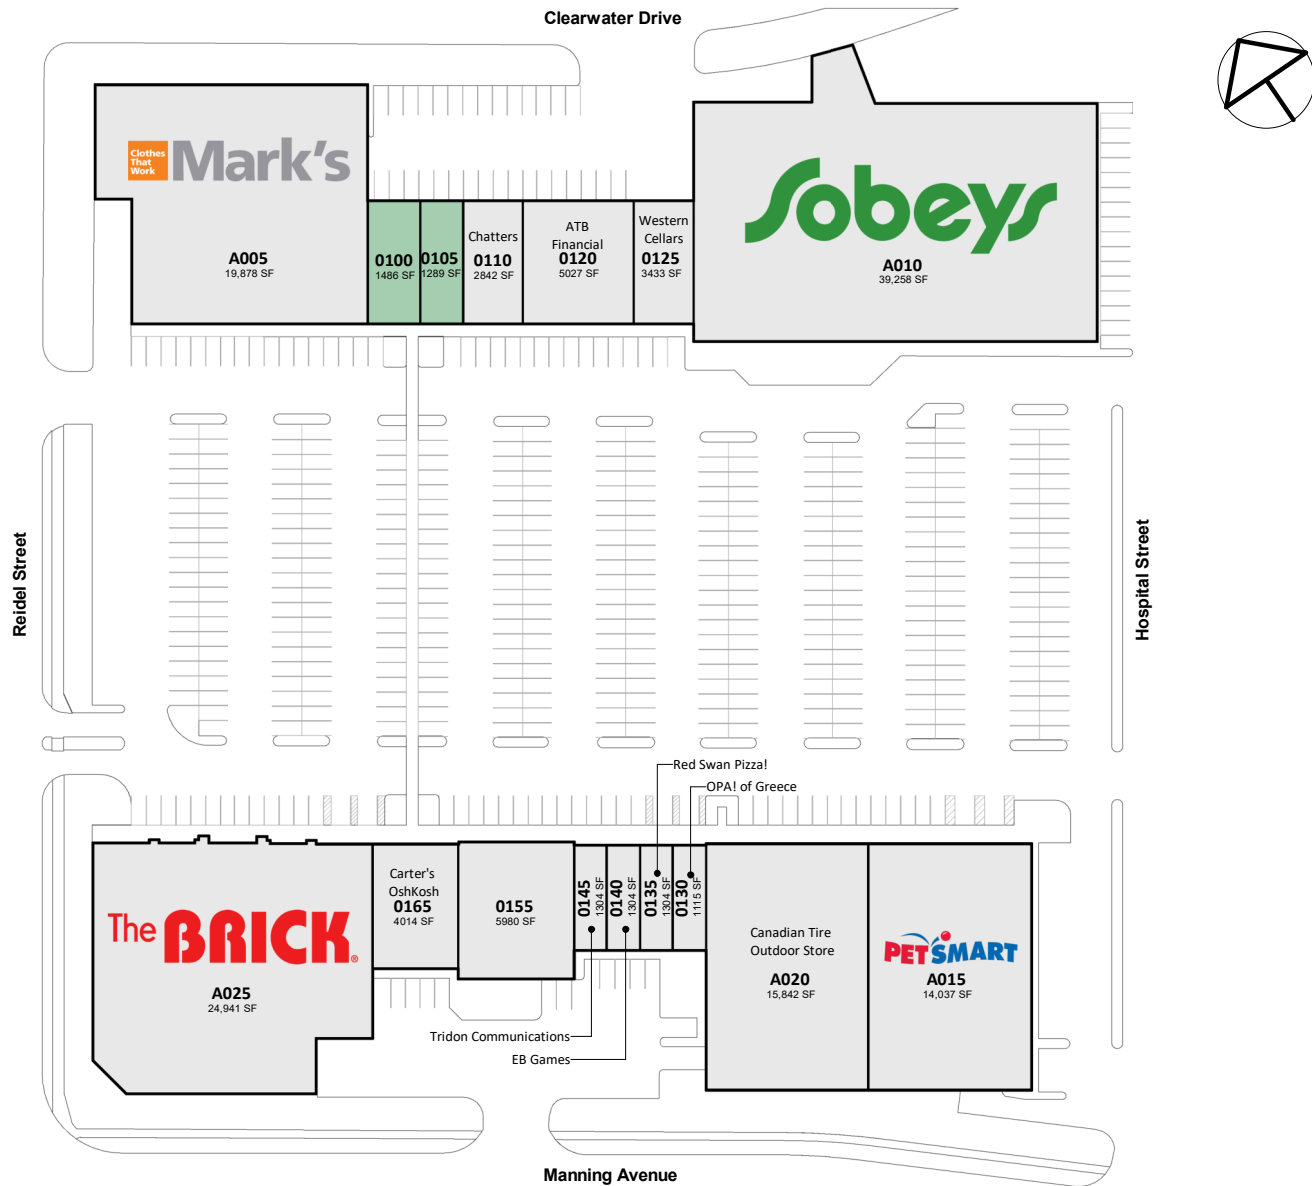 Clearwater Drive
Clothes
That
Work
Mark's
A005
19,878 SF
0100
1486 SF
0105
1289 SF
Chatters
0110
2842 SF
ATB
Financial
0120
5027 SF
Western
Cellars
0125
3433 SF
Sobeys
A010
39,258 SF
Reidel Street
Hospital Street
Red Swan Pizza!
OPA! of Greece
The BRICK®
A025
24,941 SF
Carter's
OshKosh
0165
4014 SF
0155
5980 SF
0145
1304 SF
0140
1304 SF
0135
1304 SF
0130
1115 SF
Canadian Tire
Outdoor Store
A020
15,842 SF
PETSMART
A015
14,037 SF
Tridon Communications
EB Games
Manning Avenue